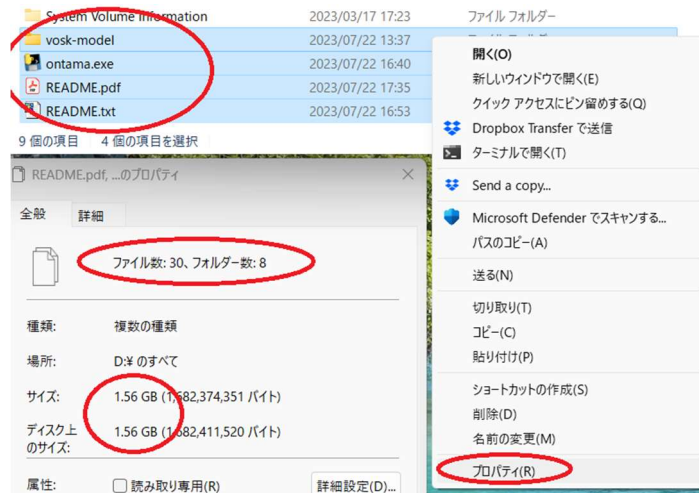 System Volume Information 2023/03/17 17:23 ファイル フォルダー
vosk-model 2023/07/22 13:37
ontama.exe 2023/07/22 16:40
README.pdf 2023/07/22 17:35
README.txt 2023/07/22 16:53
9 個の項目 4 個の項目を選択
README.pdf, ...のプロパティ
全般 詳細
ファイル数: 30、フォルダー数: 8
種類: 複数の種類
場所: D:¥ のすべて
サイズ: 1.56 GB (1,682,374,351 バイト)
ディスク上
のサイズ: 1.56 GB (1,682,411,520 バイト)
属性: 読み取り専用(R) 詳細設定(D)...
開く(O)
新しいウィンドウで開く(E)
クイック アクセスにピン留めする(Q)
Dropbox Transfer で送信
ターミナルで開く(T)
Send a copy...
Microsoft Defender でスキャンする...
パスのコピー(A)
送る(N)
切り取り(T)
コピー(C)
貼り付け(P)
ショートカットの作成(S)
削除(D)
名前の変更(M)
プロパティ(R)